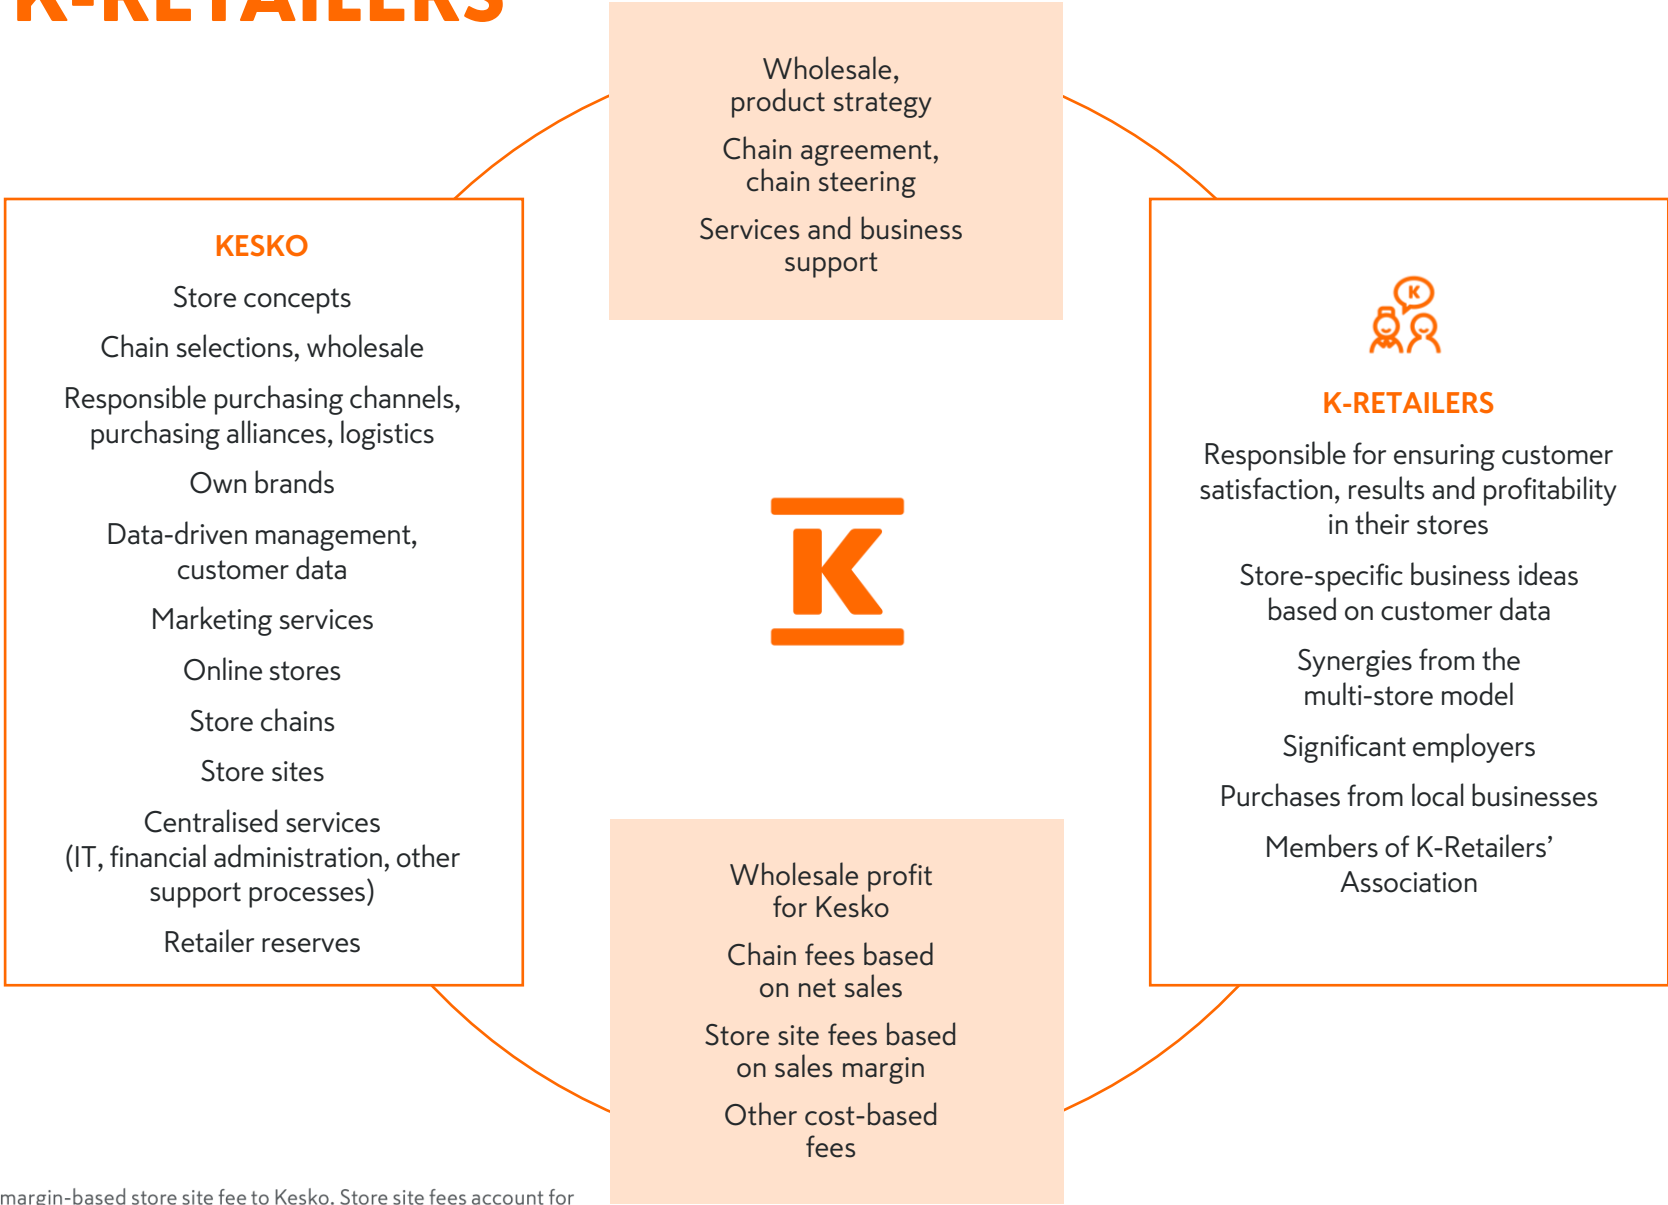 K-RETAILERS
Wholesale,
product strategy
Chain agreement,
chain steering
Services and business
support
KESKO
Store concepts
Chain selections, wholesale
Responsible purchasing channels,
purchasing alliances, logistics
Own brands
Data-driven management,
customer data
Marketing services
Online stores
Store chains
Store sites
Centralised services
(IT, financial administration, other
support processes)
Retailer reserves
K
K
K-RETAILERS
Responsible for ensuring customer
satisfaction, results and profitability
in their stores
Store-specific business ideas
based on customer data
Synergies from the
multi-store model
Significant employers
Purchases from local businesses
Members of K-Retailers’
Association
Wholesale profit
for Kesko
Chain fees based
on net sales
Store site fees based
on sales margin
Other cost-based
fees
margin-based store site fee to Kesko. Store site fees account for